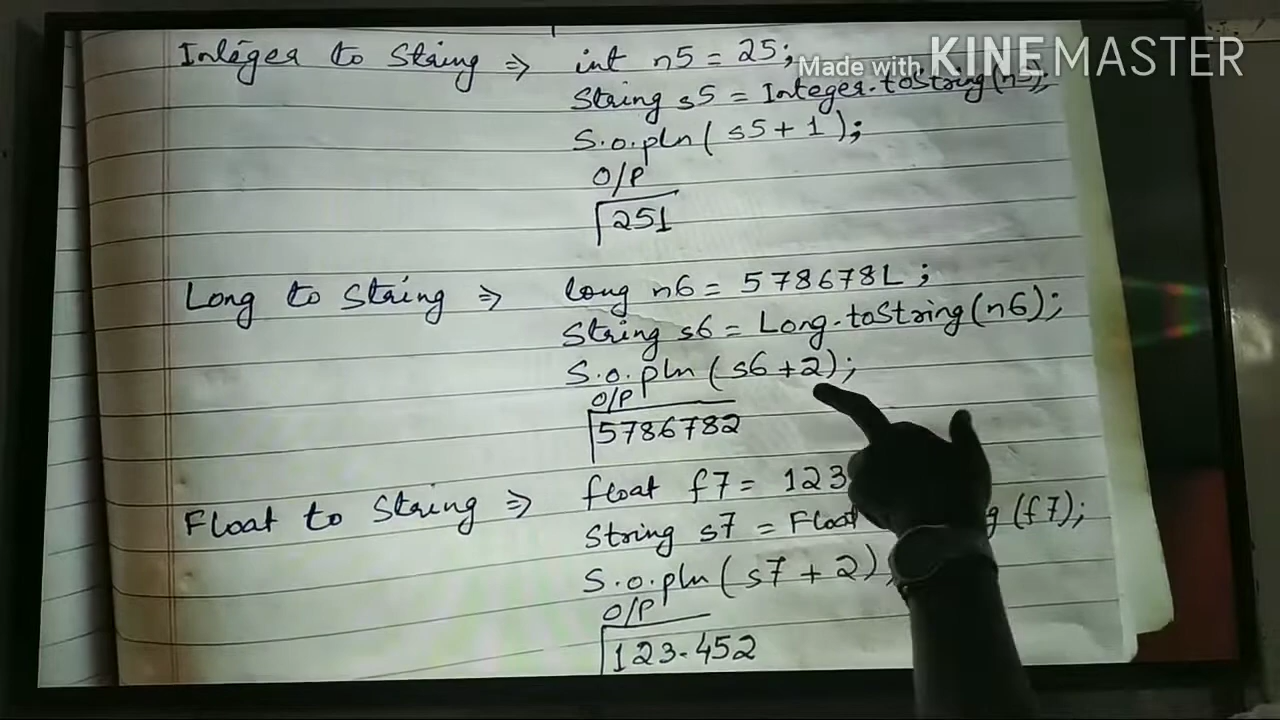 Made with KINEMASTER
Integer to String ⇒ int n5 = 25;
String s5 = Integer.toString(n5);
S.o.pln( s5 + 1 );
O/P
251
Long to String ⇒ long n6 = 578678L ;
String s6 = Long.toString(n6);
S.o.pln (s6 +2);
O/P
5786782
Float to String ⇒ float f7 = 123
String s7 = Float g (f7);
S.o.pln ( s7 + 2)
O/P
123.452